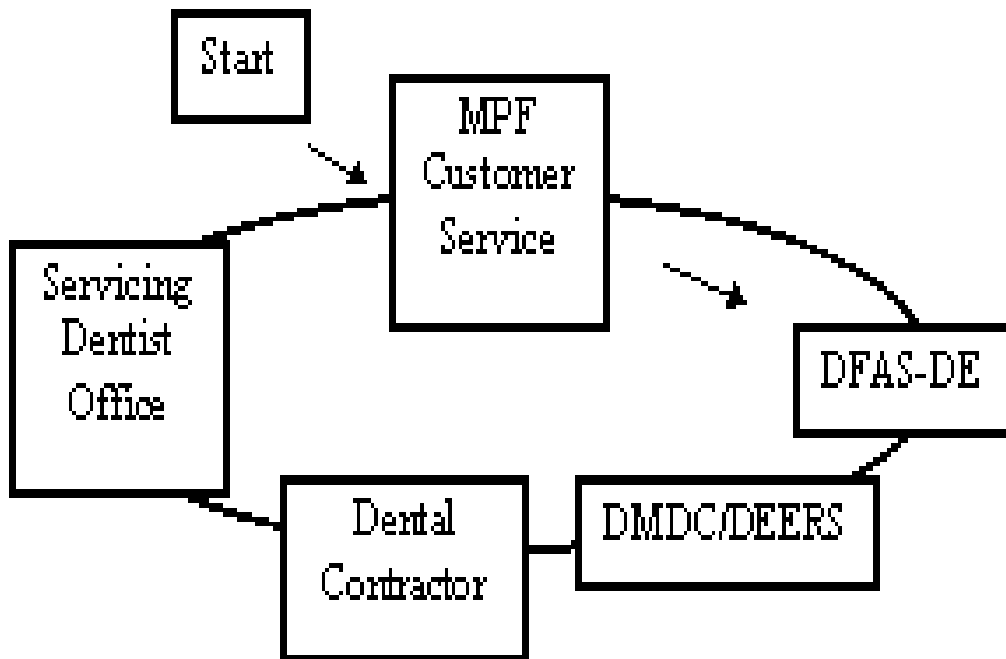 Start
MPF
Customer
Service
DFAS-DE
DMDC/DEERS
Dental
Contractor
Servicing
Dentist
Office